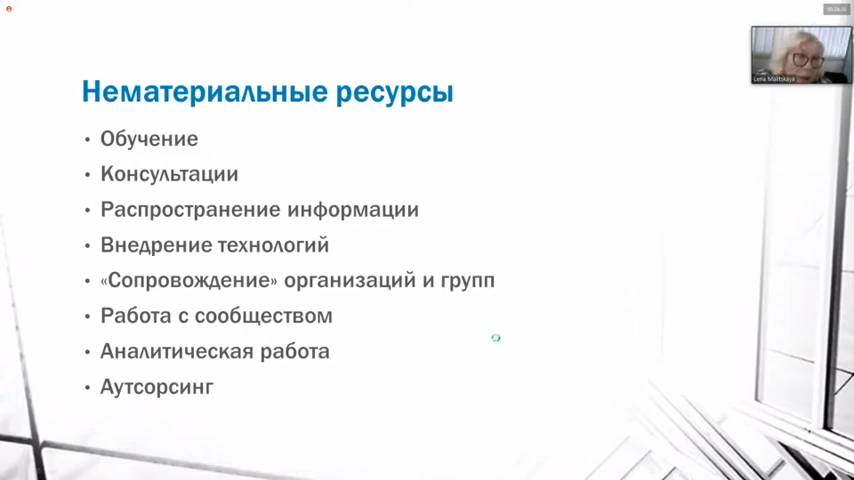 Нематериальные ресурсы
• Обучение
• Консультации
• Распространение информации
• Внедрение технологий
• «Сопровождение» организаций и групп
• Работа с сообществом
• Аналитическая работа
• Аутсорсинг
Lena Malitskaya